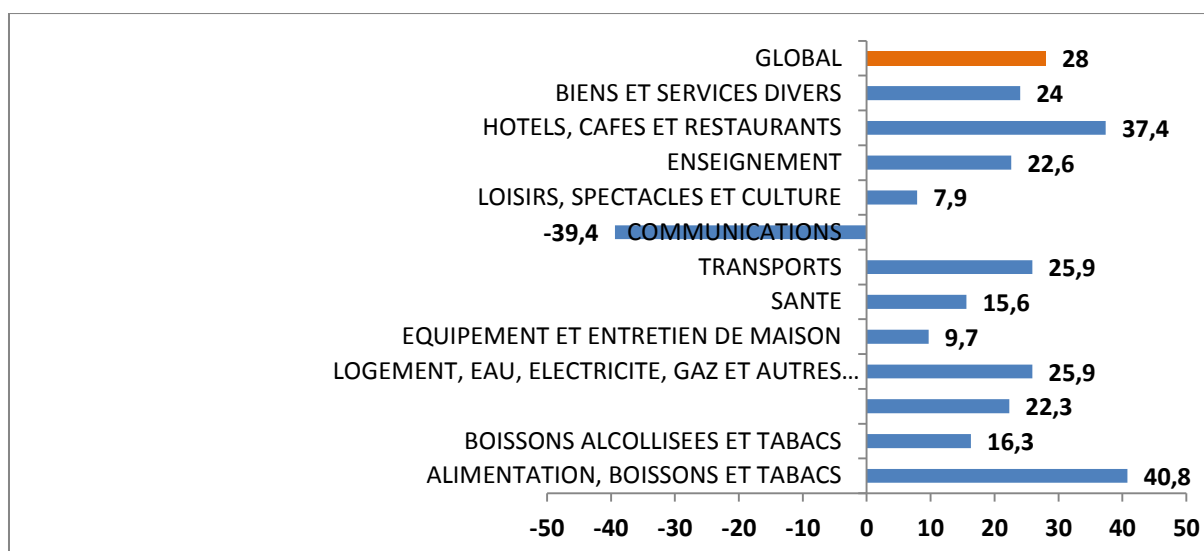 GLOBAL 28
BIENS ET SERVICES DIVERS 24
HOTELS, CAFES ET RESTAURANTS 37,4
ENSEIGNEMENT 22,6
LOISIRS, SPECTACLES ET CULTURE 7,9
-39,4 COMMUNICATIONS
TRANSPORTS 25,9
SANTE 15,6
EQUIPEMENT ET ENTRETIEN DE MAISON 9,7
LOGEMENT, EAU, ELECTRICITE, GAZ ET AUTRES… 25,9
22,3
BOISSONS ALCOLLISEES ET TABACS 16,3
ALIMENTATION, BOISSONS ET TABACS 40,8
-50 -40 -30 -20 -10 0 10 20 30 40 50